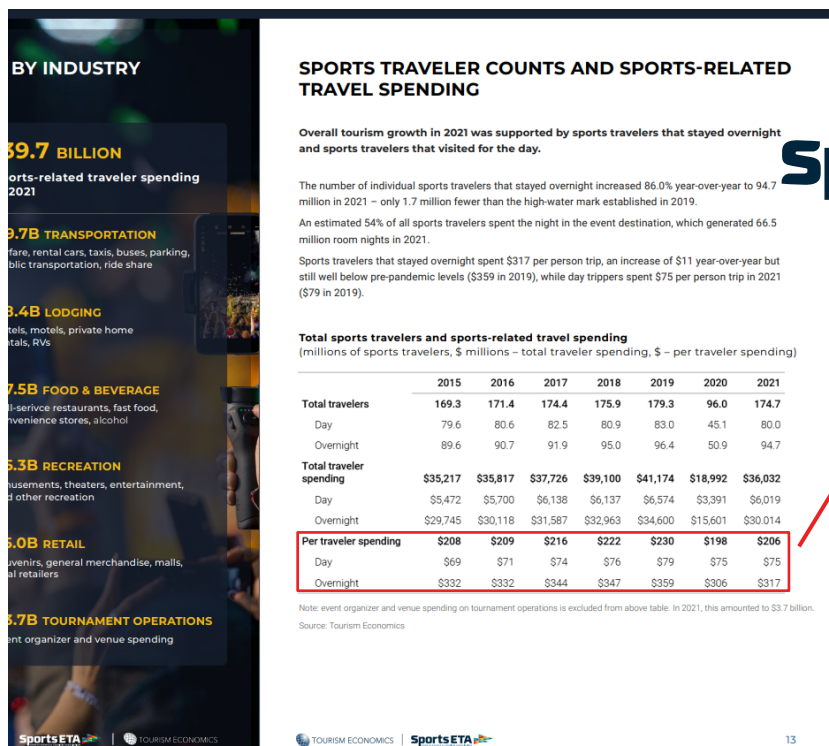 BY INDUSTRY
39.7 BILLION
orts-related traveler spending
2021
9.7B TRANSPORTATION
rfare, rental cars, taxis, buses, parking,
blic transportation, ride share
8.4B LODGING
tels, motels, private home
ntals, RVs
7.5B FOOD & BEVERAGE
ll-serivce restaurants, fast food,
nvenience stores, alcohol
5.3B RECREATION
musements, theaters, entertainment,
d other recreation
5.0B RETAIL
uvenirs, general merchandise, malls,
al retailers
3.7B TOURNAMENT OPERATIONS
ent organizer and venue spending
SportsETA | TOURISM ECONOMICS
SPORTS TRAVELER COUNTS AND SPORTS-RELATED
TRAVEL SPENDING
Overall tourism growth in 2021 was supported by sports travelers that stayed overnight
and sports travelers that visited for the day.
Sp
The number of individual sports travelers that stayed overnight increased 86.0% year-over-year to 94.7
million in 2021 – only 1.7 million fewer than the high-water mark established in 2019.
An estimated 54% of all sports travelers spent the night in the event destination, which generated 66.5
million room nights in 2021.
Sports travelers that stayed overnight spent $317 per person trip, an increase of $11 year-over-year but
still well below pre-pandemic levels ($359 in 2019), while day trippers spent $75 per person trip in 2021
($79 in 2019).
Total sports travelers and sports-related travel spending
(millions of sports travelers, $ millions – total traveler spending, $ – per traveler spending)
2015 2016 2017 2018 2019 2020 2021
Total travelers 169.3 171.4 174.4 175.9 179.3 96.0 174.7
Day 79.6 80.6 82.5 80.9 83.0 45.1 80.0
Overnight 89.6 90.7 91.9 95.0 96.4 50.9 94.7
Total traveler
spending $35,217 $35,817 $37,726 $39,100 $41,174 $18,992 $36,032
Day $5,472 $5,700 $6,138 $6,137 $6,574 $3,391 $6,019
Overnight $29,745 $30,118 $31,587 $32,963 $34,600 $15,601 $30.014
Per traveler spending $208 $209 $216 $222 $230 $198 $206
Day $69 $71 $74 $76 $79 $75 $75
Overnight $332 $332 $344 $347 $359 $306 $317
Note: event organizer and venue spending on tournament operations is excluded from above table. In 2021, this amounted to $3.7 billion.
Source: Tourism Economics
TOURISM ECONOMICS | SportsETA
13